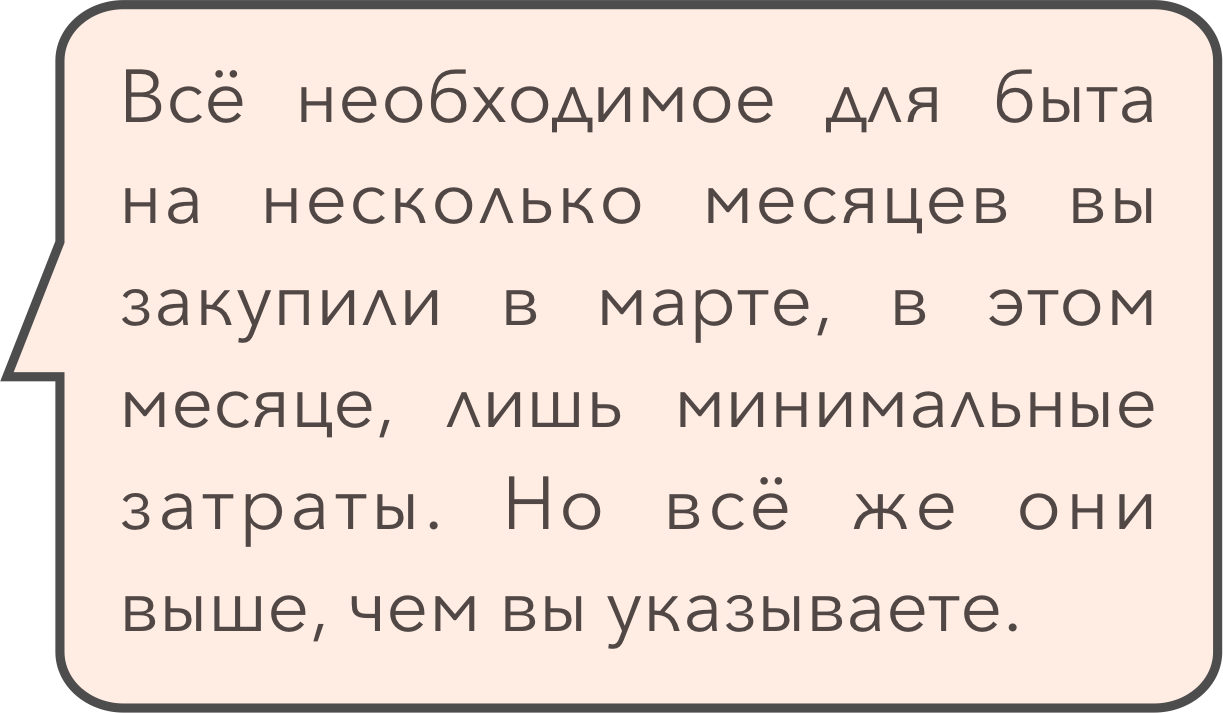 Всё необходимое для быта
на несколько месяцев вы
закупили в марте, в этом
месяце, лишь минимальные
затраты. Но всё же они
выше, чем вы указываете.